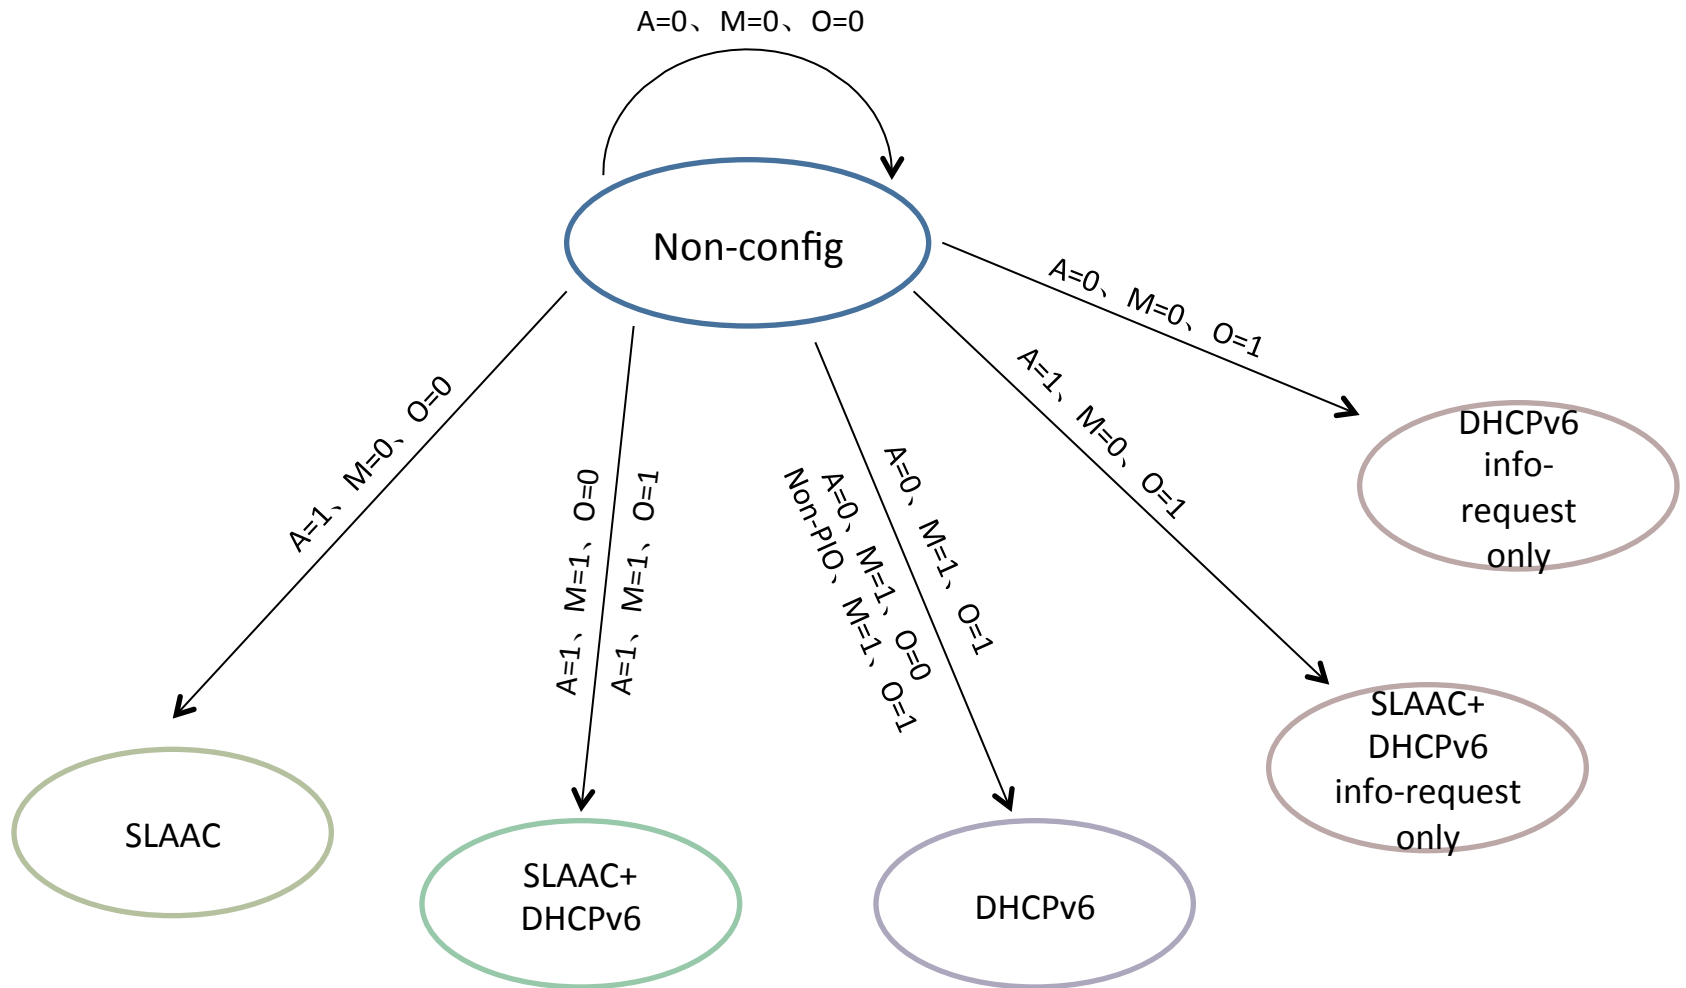 A=0、M=0、O=0
Non-config
A=0、M=0、O=1
A=1、M=0、O=1
A=1、M=0、O=0
A=1、M=1、O=0
A=1、M=1、O=1
A=0、M=1、O=1
A=0、M=1、O=0
Non-PIO、M=1、O=1
DHCPv6
info-
request
only
SLAAC+
DHCPv6
info-request
only
SLAAC
SLAAC+
DHCPv6
DHCPv6